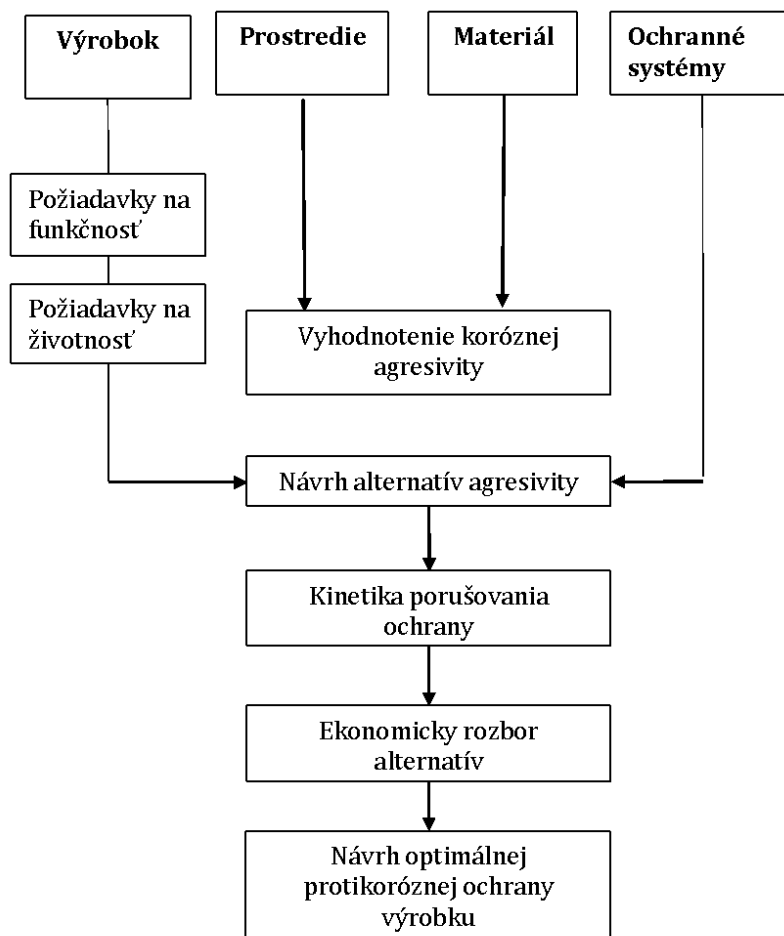 Výrobok
Prostredie
Materiál
Ochranné
systémy
Požiadavky na
funkčnosť
Požiadavky na
životnosť
Vyhodnotenie koróznej
agresivity
Návrh alternatív agresivity
Kinetika porušovania
ochrany
Ekonomicky rozbor
alternatív
Návrh optimálnej
protikoróznej ochrany
výrobku